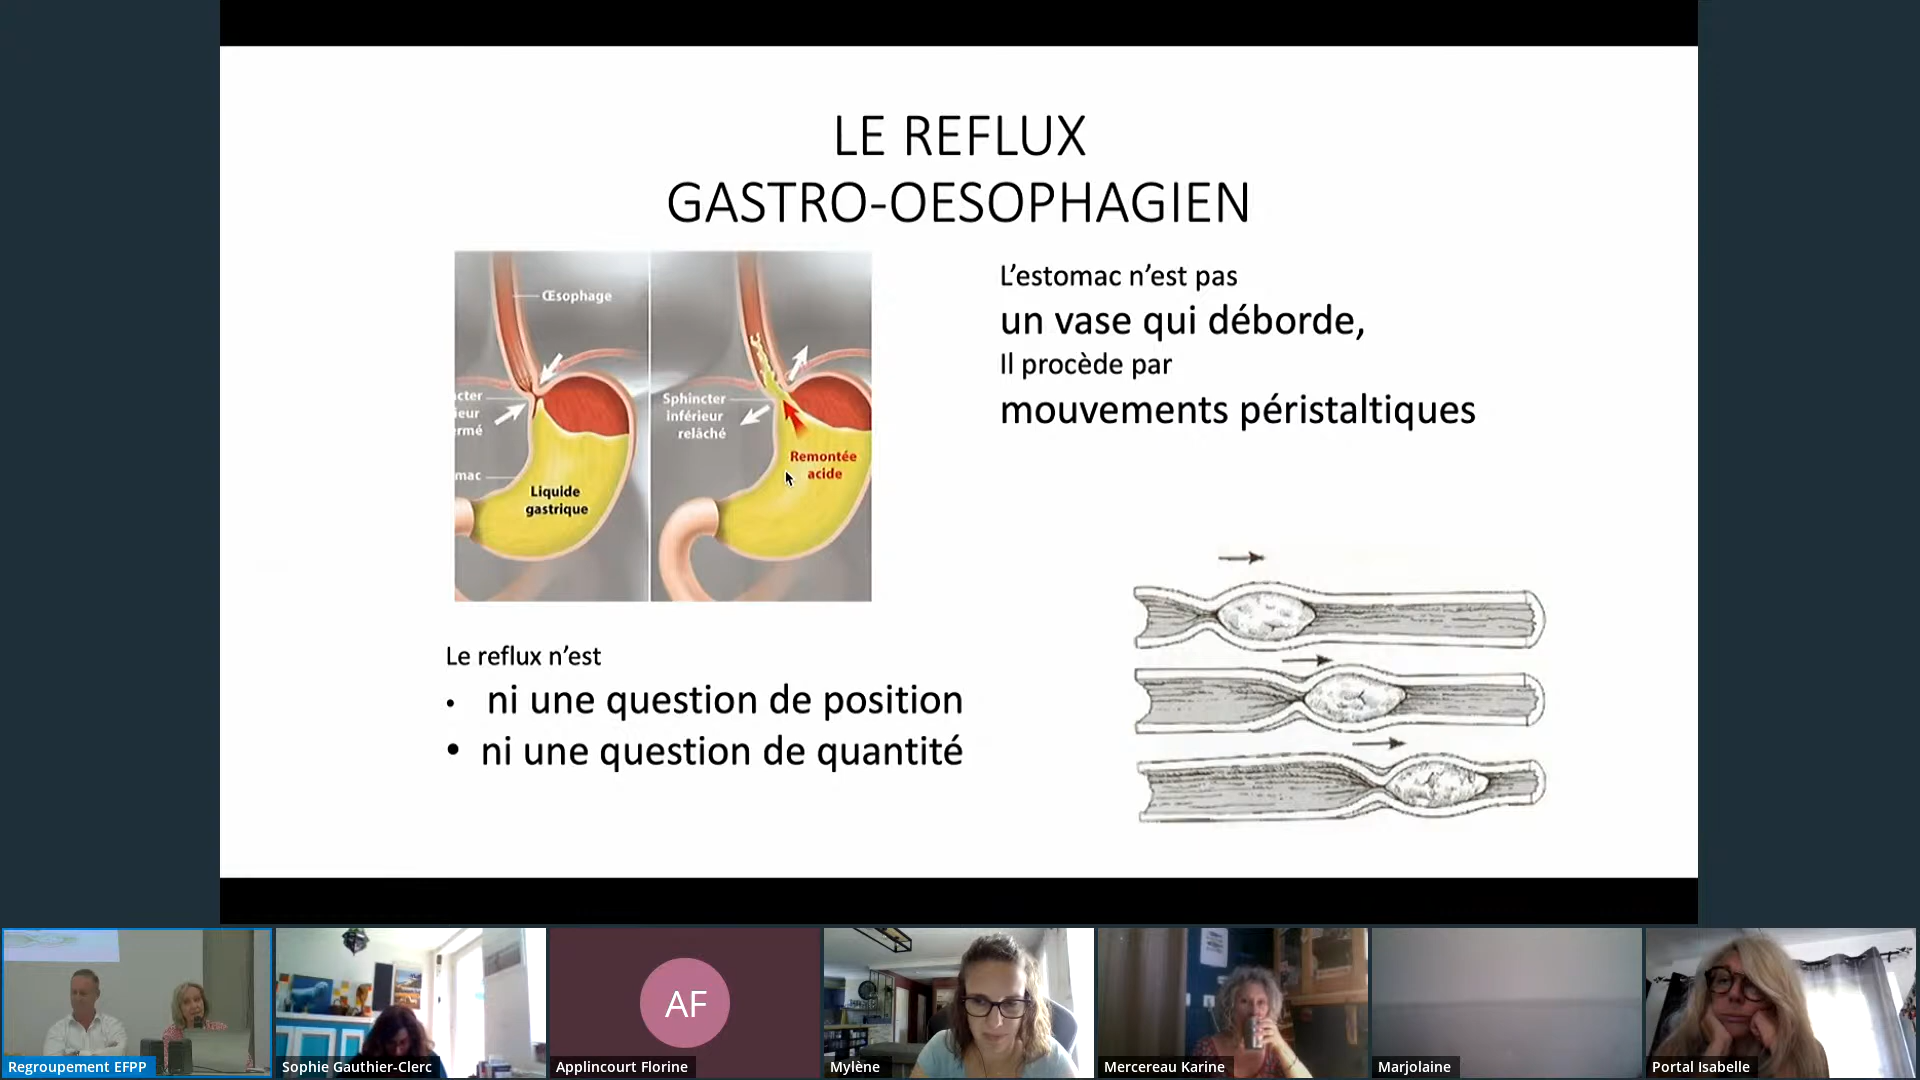 LE REFLUX
GASTRO-OESOPHAGIEN
Œsophage
cter
ieur
ermé
mac
Liquide
gastrique
Sphincter
inférieur
relâché
Remontée
acide
L’estomac n’est pas
un vase qui déborde,
Il procède par
mouvements péristaltiques
Le reflux n’est
• ni une question de position
• ni une question de quantité
Regroupement EFPP
Sophie Gauthier-Clerc
AF
Applincourt Florine
Mylène
Mercereau Karine
Marjolaine
Portal Isabelle